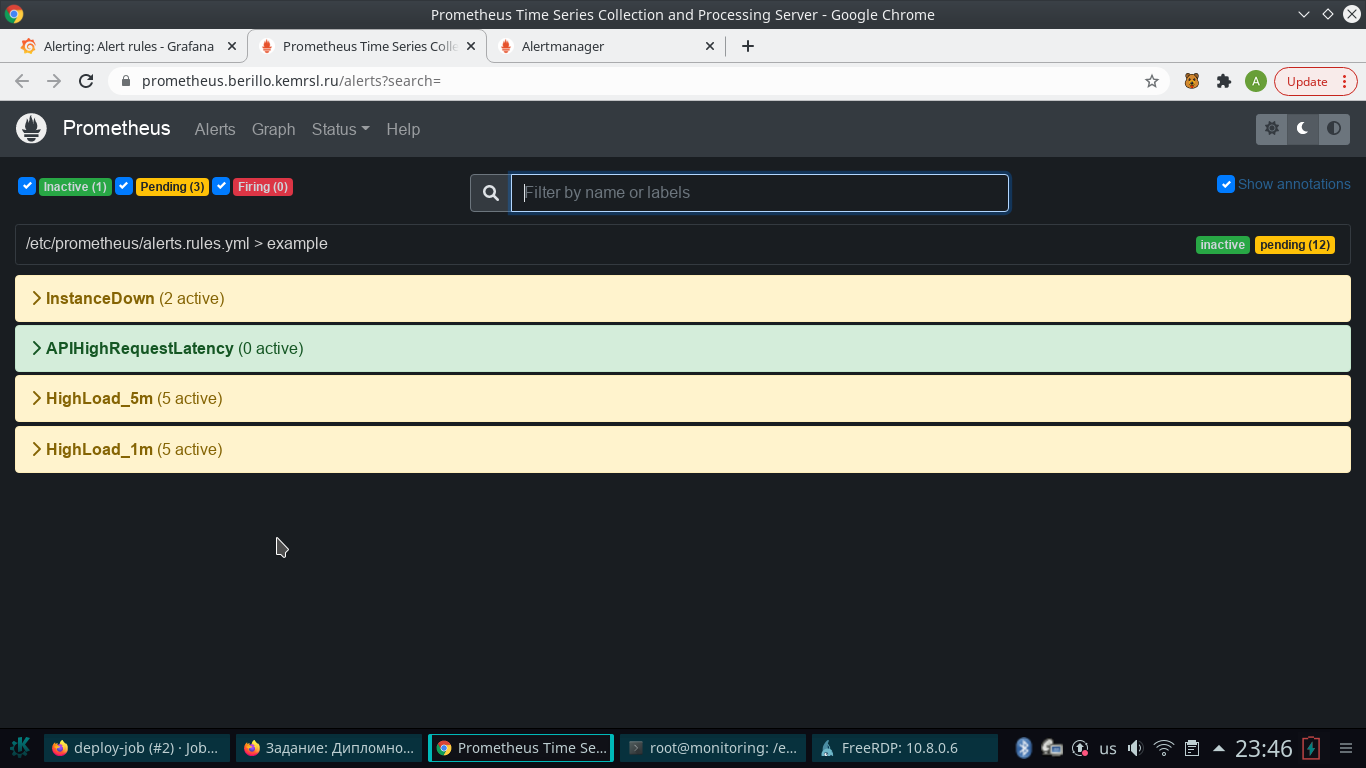 Prometheus Time Series Collection and Processing Server - Google Chrome
Alerting: Alert rules - Grafana
Prometheus Time Series Colle
Alertmanager
prometheus.berillo.kemrsl.ru/alerts?search=
A
Update
Prometheus
Alerts
Graph
Status
Help
Inactive (1)
Pending (3)
Firing (0)
Filter by name or labels
Show annotations
/etc/prometheus/alerts.rules.yml > example
inactive
pending (12)
InstanceDown (2 active)
APIHighRequestLatency (0 active)
HighLoad_5m (5 active)
HighLoad_1m (5 active)
deploy-job (#2) · Job...
Задание: Дипломно...
Prometheus Time Se...
root@monitoring: /e...
FreeRDP: 10.8.0.6
us
23:46